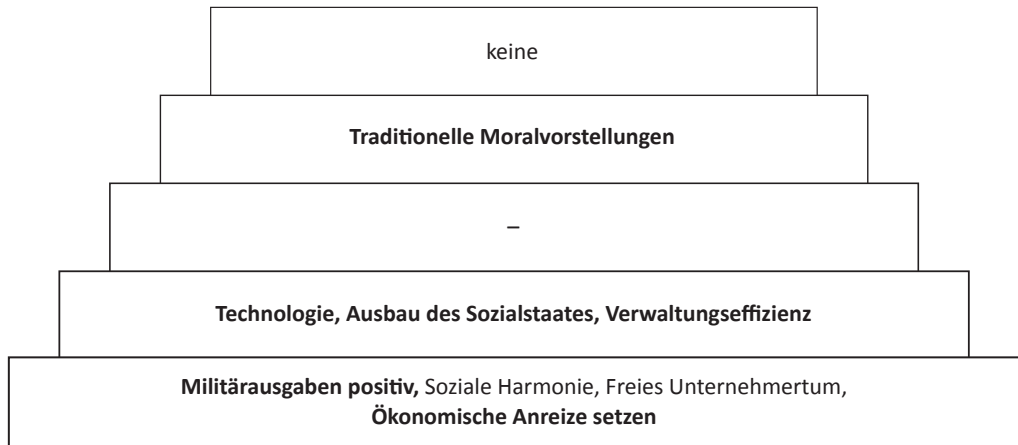 keine
Traditionelle Moralvorstellungen
–
Technologie, Ausbau des Sozialstaates, Verwaltungseffizienz
Militärausgaben positiv, Soziale Harmonie, Freies Unternehmertum,
Ökonomische Anreize setzen